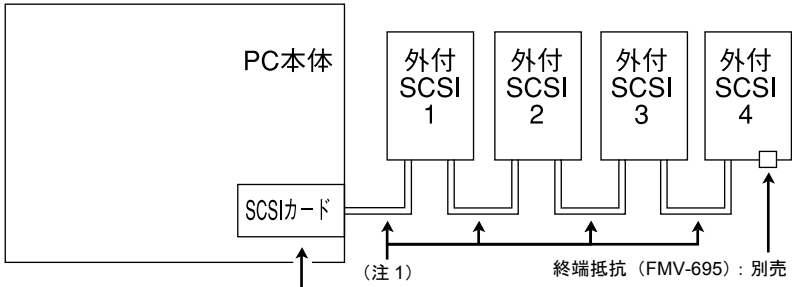 PC本体
外付
SCSI
1
外付
SCSI
2
外付
SCSI
3
外付
SCSI
4
SCSIカード
(注 1)
終端抵抗(FMV-695):別売